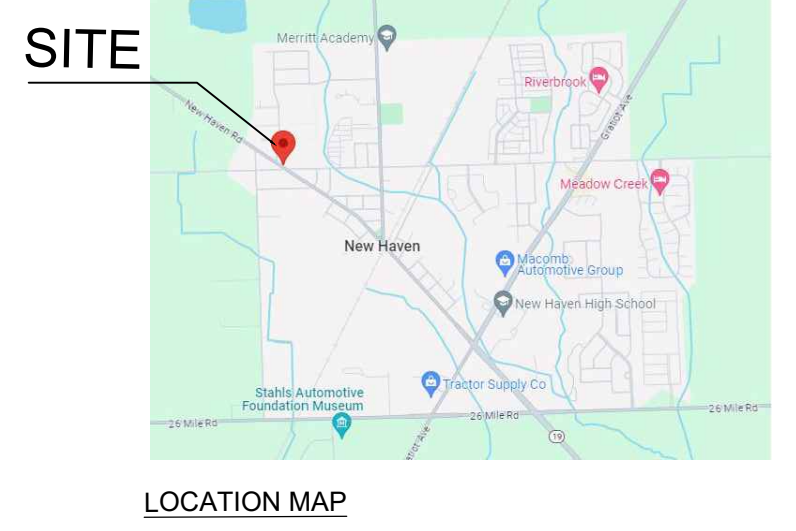 SITE
Merritt Academy
Riverbrook
New Haven Rd
Gratiot Ave
Meadow Creek
New Haven
Macomb
Automotive Group
New Haven High School
Stahls Automotive
Foundation Museum
Tractor Supply Co
26 Mile Rd
26 Mile Rd
26 Mile Rd
19
atiot Ave
LOCATION MAP